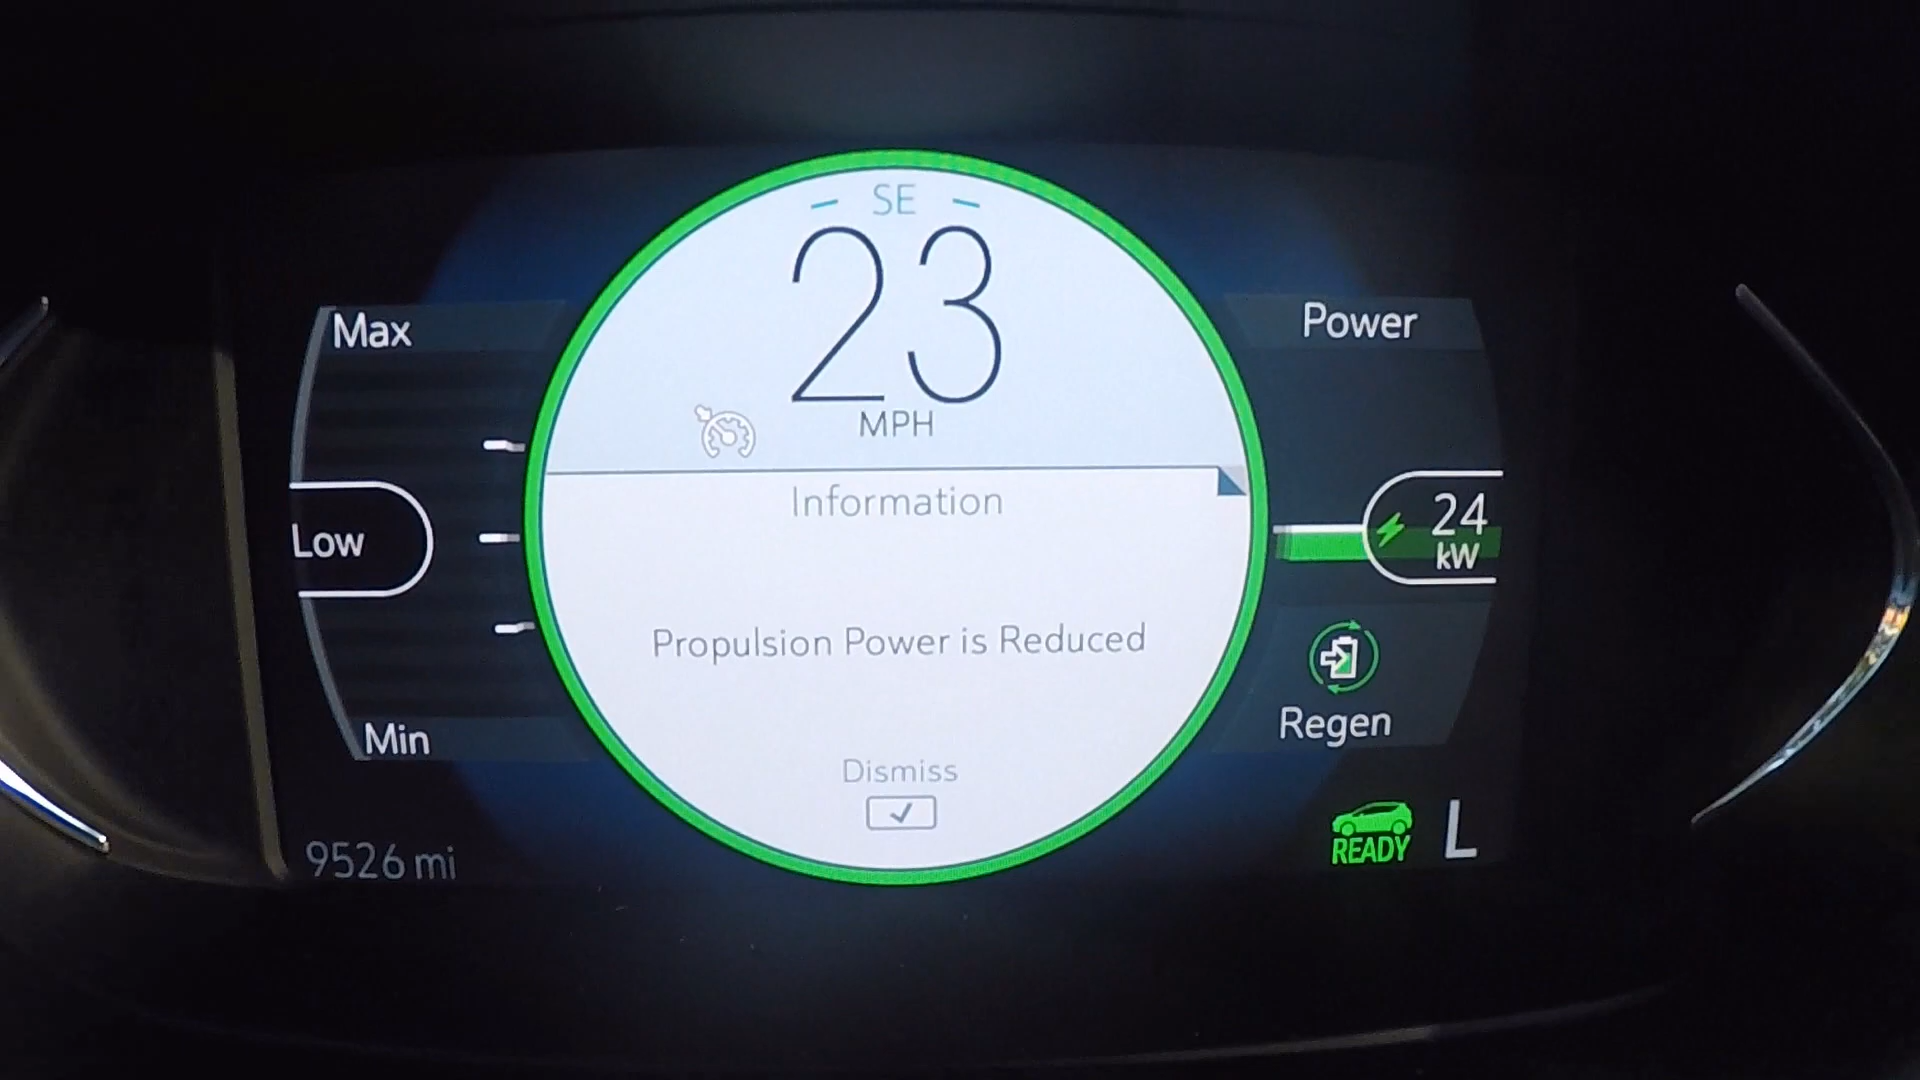 SE
23
MPH
Max
Low
Min
9526 mi
Information
Propulsion Power is Reduced
Dismiss
Power
24
kW
Regen
READY
L